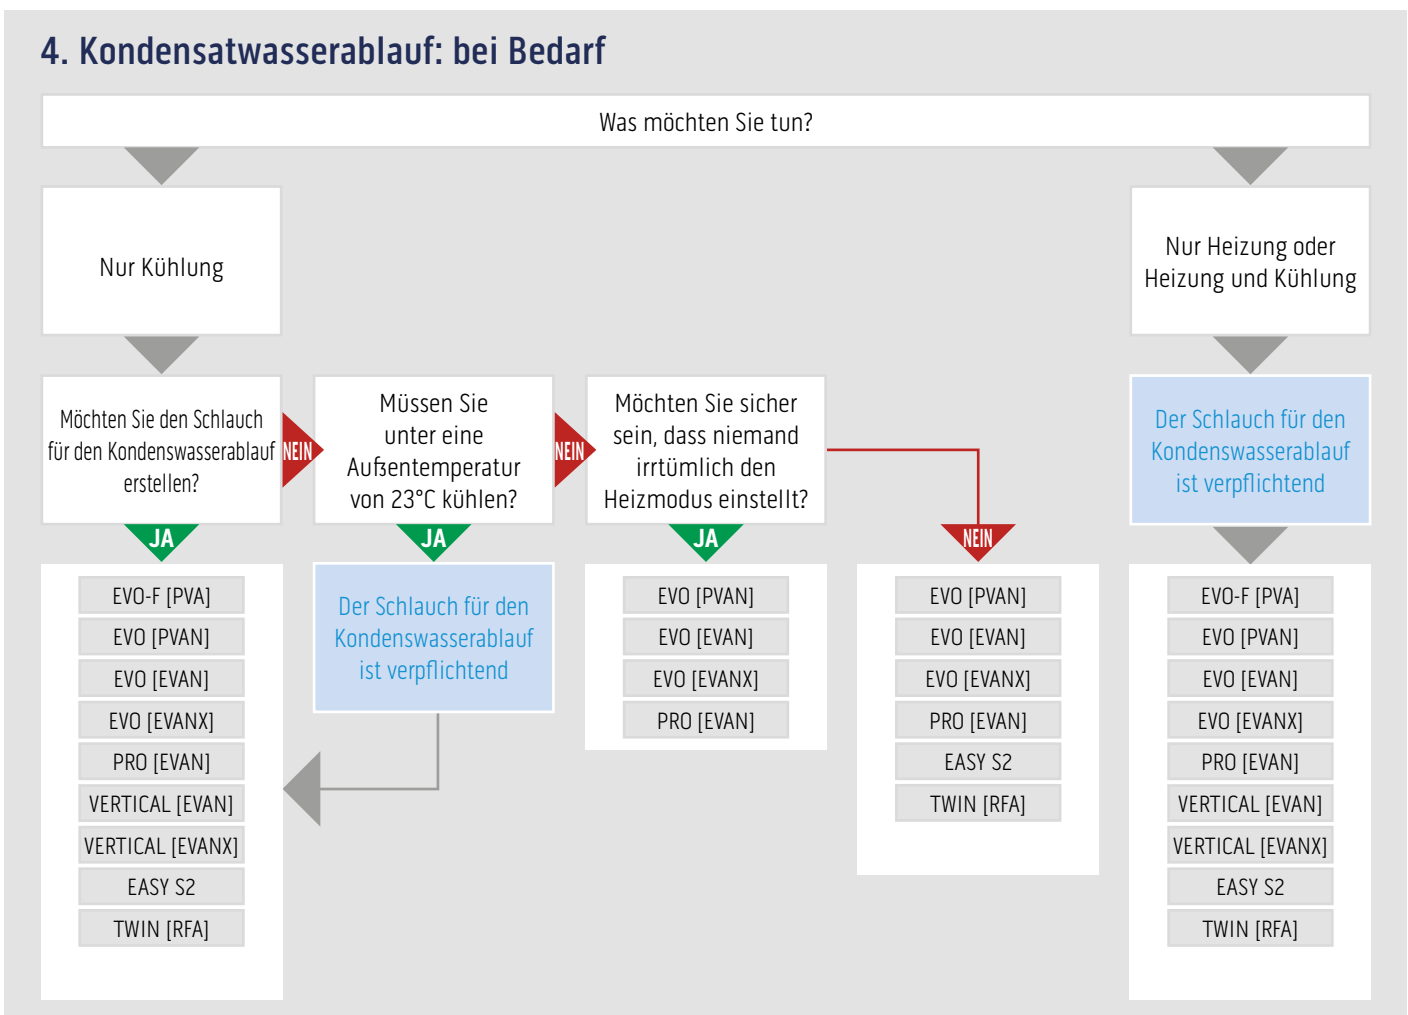 4. Kondensatwasserablauf: bei Bedarf
Was möchten Sie tun?
Nur Kühlung
Nur Heizung oder
Heizung und Kühlung
Möchten Sie den Schlauch
für den Kondenswasserablauf
erstellen?
NEIN
Müssen Sie
unter eine
Außentemperatur
von 23°C kühlen?
NEIN
Möchten Sie sicher
sein, dass niemand
irrtümlich den
Heizmodus einstellt?
Der Schlauch für den
Kondenswasserablauf
ist verpflichtend
JA
JA
JA
NEIN
EVO-F [PVA]
EVO [PVAN]
EVO [EVAN]
EVO [EVANX]
PRO [EVAN]
VERTICAL [EVAN]
VERTICAL [EVANX]
EASY S2
TWIN [RFA]
Der Schlauch für den
Kondenswasserablauf
ist verpflichtend
EVO [PVAN]
EVO [EVAN]
EVO [EVANX]
PRO [EVAN]
EVO [PVAN]
EVO [EVAN]
EVO [EVANX]
PRO [EVAN]
EASY S2
TWIN [RFA]
EVO-F [PVA]
EVO [PVAN]
EVO [EVAN]
EVO [EVANX]
PRO [EVAN]
VERTICAL [EVAN]
VERTICAL [EVANX]
EASY S2
TWIN [RFA]